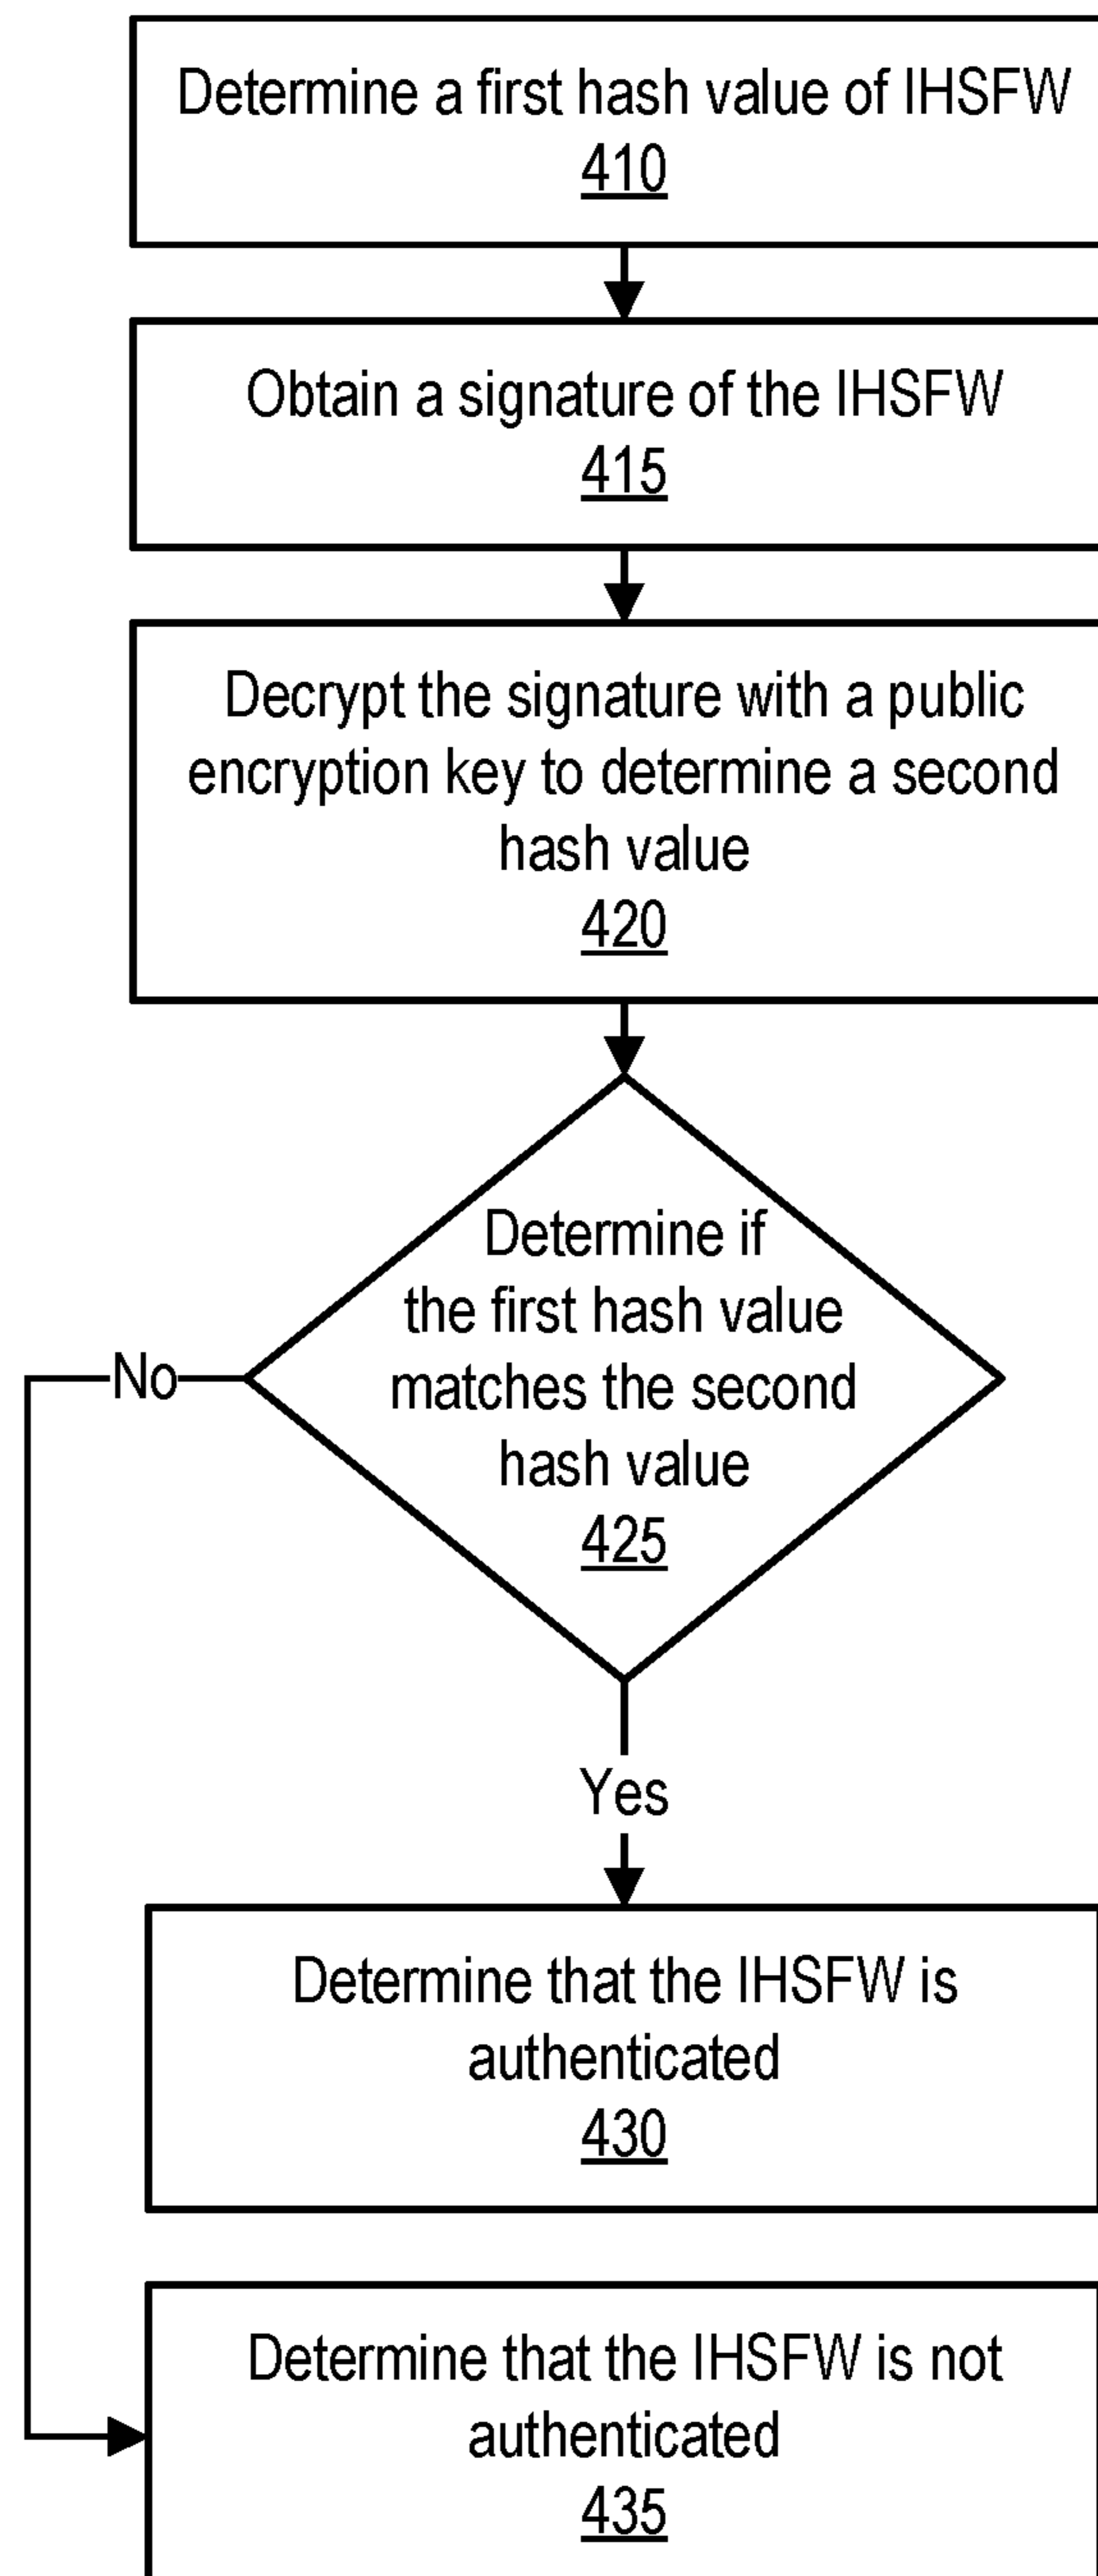 Determine a first hash value of IHSFW
410
Obtain a signature of the IHSFW
415
Decrypt the signature with a public
encryption key to determine a second
hash value
420
Determine if
the first hash value
matches the second
hash value
425
No
Yes
Determine that the IHSFW is
authenticated
430
Determine that the IHSFW is not
authenticated
435